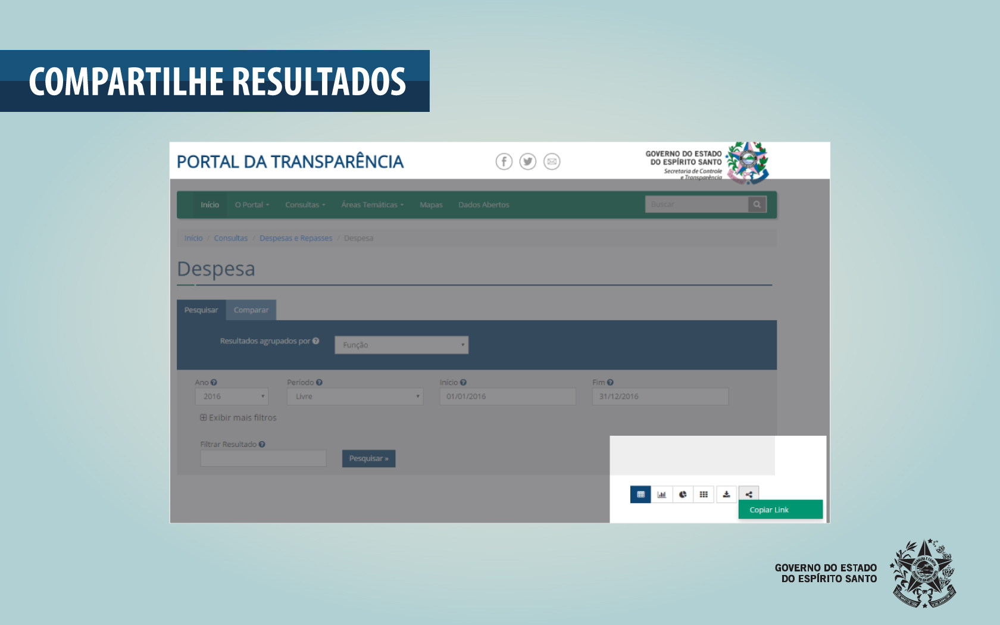 COMPARTILHE RESULTADOS
PORTAL DA TRANSPARÊNCIA
GOVERNO DO ESTADO
DO ESPÍRITO SANTO
Secretaria de Controle
e Transparência
Início O Portal Consultas Áreas Temáticas Mapas Dados Abertos Buscar
Início / Consultas / Despesas e Repasses / Despesa
Despesa
Pesquisar Comparar
Resultados agrupados por Função
Ano Período Início Fim
2016 Livre 01/01/2016 31/12/2016
Exibir mais filtros
Filtrar Resultado
Pesquisar »
Copiar Link
GOVERNO DO ESTADO
DO ESPÍRITO SANTO
TRABALHA E CONFIA